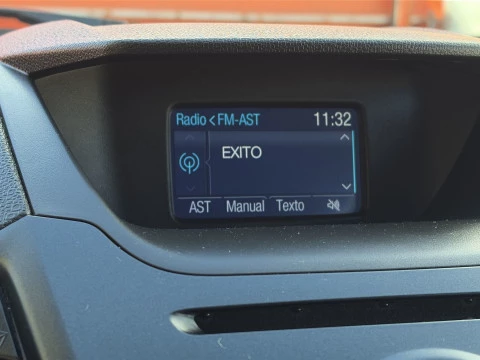 Radio < FM-AST 11:32
EXITO
AST Manual Texto